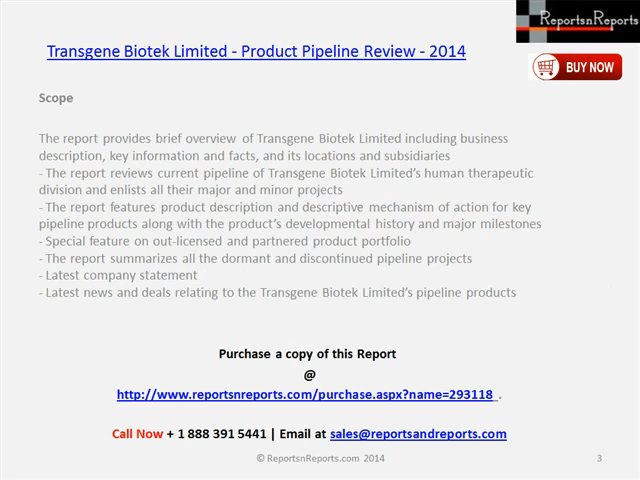 ReportsnReports
Transgene Biotek Limited - Product Pipeline Review - 2014
BUY NOW
Scope
The report provides brief overview of Transgene Biotek Limited including business
description, key information and facts, and its locations and subsidiaries
- The report reviews current pipeline of Transgene Biotek Limited's human therapeutic
division and enlists all their major and minor projects
- The report features product description and descriptive mechanism of action for key
pipeline products along with the product's developmental history and major milestones
- Special feature on out-licensed and partnered product portfolio
- The report summarizes all the dormant and discontinued pipeline projects
- Latest company statement
- Latest news and deals relating to the Transgene Biotek Limited's pipeline products
Purchase a copy of this Report
@
http://www.reportsnreports.com/purchase.aspx?name=293118 .
Call Now + 1 888 391 5441 | Email at sales@reportsandreports.com
© ReportsnReports.com 2014
3